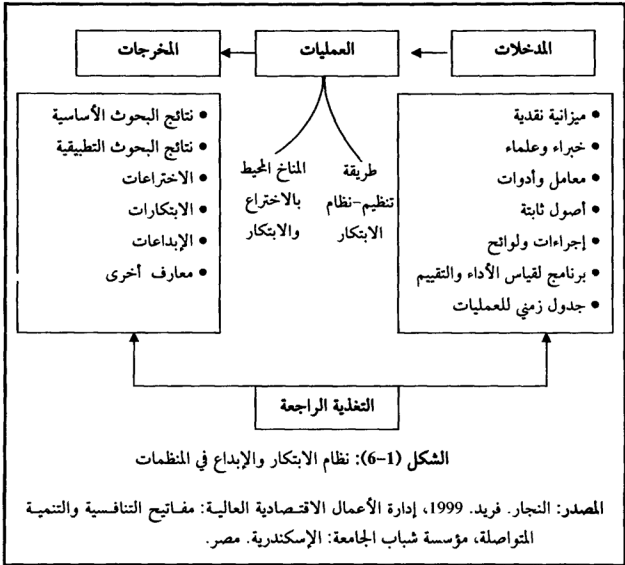 المدخلات
العمليات
المخرجات
• ميزانية نقدية
• خبراء وعلماء
• معامل وأدوات
• أصول ثابتة
• إجراءات ولوائح
• برنامج لقياس الأداء والتقييم
• جدول زمني للعمليات
طريقة
تنظيم-نظام
الابتكار
المناخ المحيط
بالاختراع
والابتكار
• نتائج البحوث الأساسية
• نتائج البحوث التطبيقية
• الاختراعات
• الابتكارات
• الإبداعات
• معارف أخرى
التغذية الراجعة
الشكل (1-6): نظام الابتكار والإبداع في المنظمات
المصدر: النجار. فريد. 1999، إدارة الأعمال الاقتصادية العالية: مفاتيح التنافسية والتنمية
المتواصلة، مؤسسة شباب الجامعة: الإسكندرية. مصر.